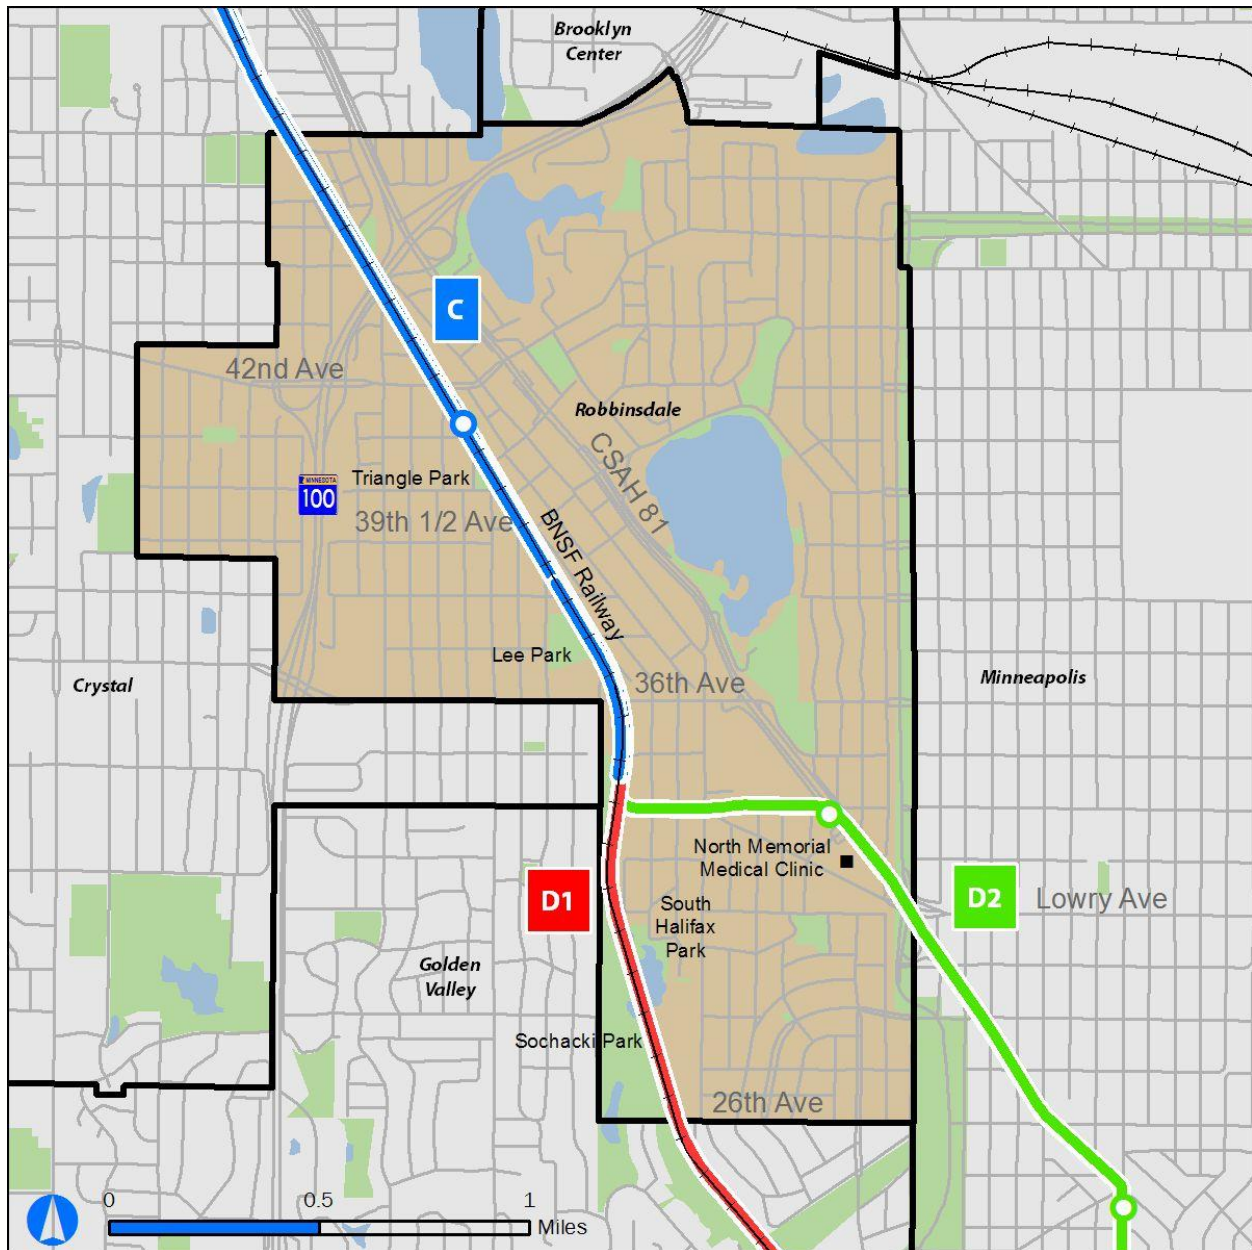 Brooklyn
Center
C
42nd Ave
Robbinsdale
CSAH 81
MINNESOTA
100
Triangle Park
39th 1/2 Ave
BNSF Railway
Lee Park
36th Ave
Crystal
Minneapolis
North Memorial
Medical Clinic
D1
D2
Lowry Ave
South
Halifax
Park
Golden
Valley
Sochacki Park
26th Ave
0
0.5
1
Miles